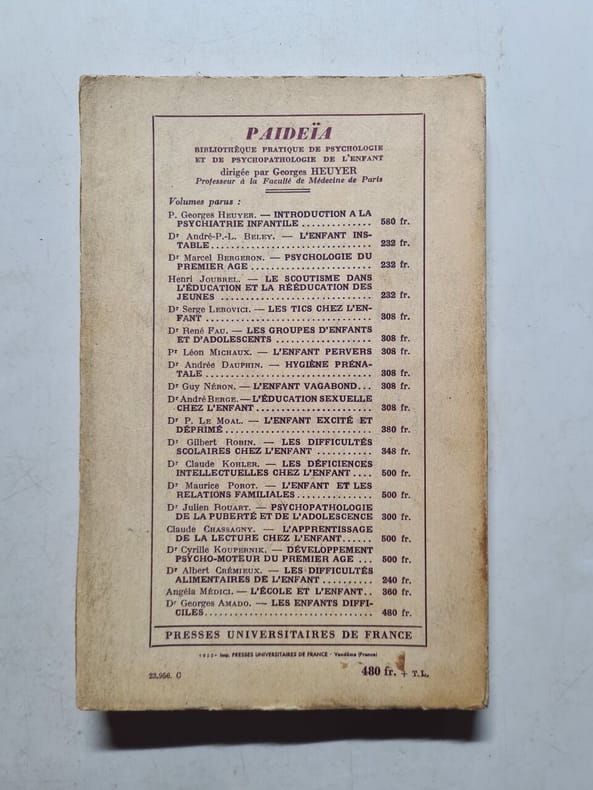 PAIDEÏA
BIBLIOTHÈQUE PRATIQUE DE PSYCHOLOGIE
ET DE PSYCHOPATHOLOGIE DE L'ENFANT
dirigée par Georges HEUYER
Professeur à la Faculté de Médecine de Paris
Volumes parus :
P. Georges HEUYER. — INTRODUCTION A LA
PSYCHIATRIE INFANTILE .............. 580 fr.
Dr André-P.-L. BELEY. — L'ENFANT INS-
TABLE .............................. 232 fr.
Dr Marcel BERGERON. — PSYCHOLOGIE DU
PREMIER AGE ........................ 232 fr.
Henri JOUBREL. — LE SCOUTISME DANS
L'ÉDUCATION ET LA RÉÉDUCATION DES
JEUNES ............................. 232 fr.
Dr Serge LEBOVICI. — LES TICS CHEZ L'EN-
FANT ............................... 308 fr.
Dr René FAU. — LES GROUPES D'ENFANTS
ET D'ADOLESCENTS ................... 308 fr.
Pr Léon MICHAUX. — L'ENFANT PERVERS 308 fr.
Dr Andrée DAUPHIN. — HYGIÈNE PRÉNA-
TALE ............................... 308 fr.
Dr Guy NÉRON. — L'ENFANT VAGABOND... 308 fr.
Dr André BERGE. — L'ÉDUCATION SEXUELLE
CHEZ L'ENFANT ...................... 308 fr.
Dr P. LE MOAL. — L'ENFANT EXCITÉ ET
DÉPRIMÉ ............................ 380 fr.
Dr Gilbert ROBIN. — LES DIFFICULTÉS
SCOLAIRES CHEZ L'ENFANT ............ 348 fr.
Dr Claude KOHLER. — LES DÉFICIENCES
INTELLECTUELLES CHEZ L'ENFANT .... 500 fr.
Dr Maurice POROT. — L'ENFANT ET LES
RELATIONS FAMILIALES ............... 500 fr.
Dr Julien ROUART. — PSYCHOPATHOLOGIE
DE LA PUBERTÉ ET DE L'ADOLESCENCE 300 fr.
Claude CHASSAGNY. — L'APPRENTISSAGE
DE LA LECTURE CHEZ L'ENFANT...... 500 fr.
Dr Cyrille KOUPERNIK. — DÉVELOPPEMENT
PSYCHO-MOTEUR DU PREMIER AGE ... 500 fr.
Dr Albert CRÉMIEUX. — LES DIFFICULTÉS
ALIMENTAIRES DE L'ENFANT .......... 240 fr.
Angéla MÉDICI. — L'ÉCOLE ET L'ENFANT.. 360 fr.
Dr Georges AMADO. — LES ENFANTS DIFFI-
CILES............................... 480 fr.
PRESSES UNIVERSITAIRES DE FRANCE
Imp. PRESSES UNIVERSITAIRES DE FRANCE - Vendôme (France)
23.956. C 480 fr. + T.L.